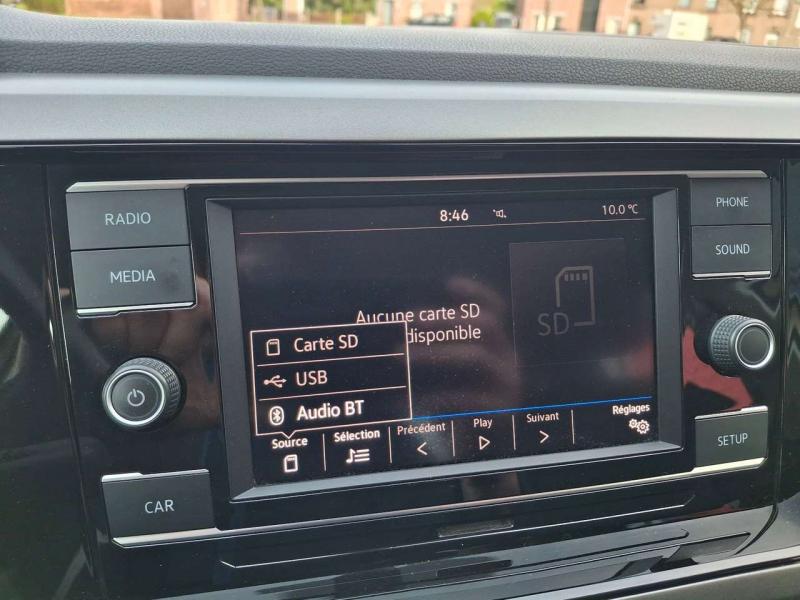 RADIO
MEDIA
CAR
8:46
10.0 °C
Aucune carte SD
disponible
SD
Carte SD
USB
Audio BT
Source
Sélection
Précédent
Play
Suivant
Réglages
PHONE
SOUND
SETUP